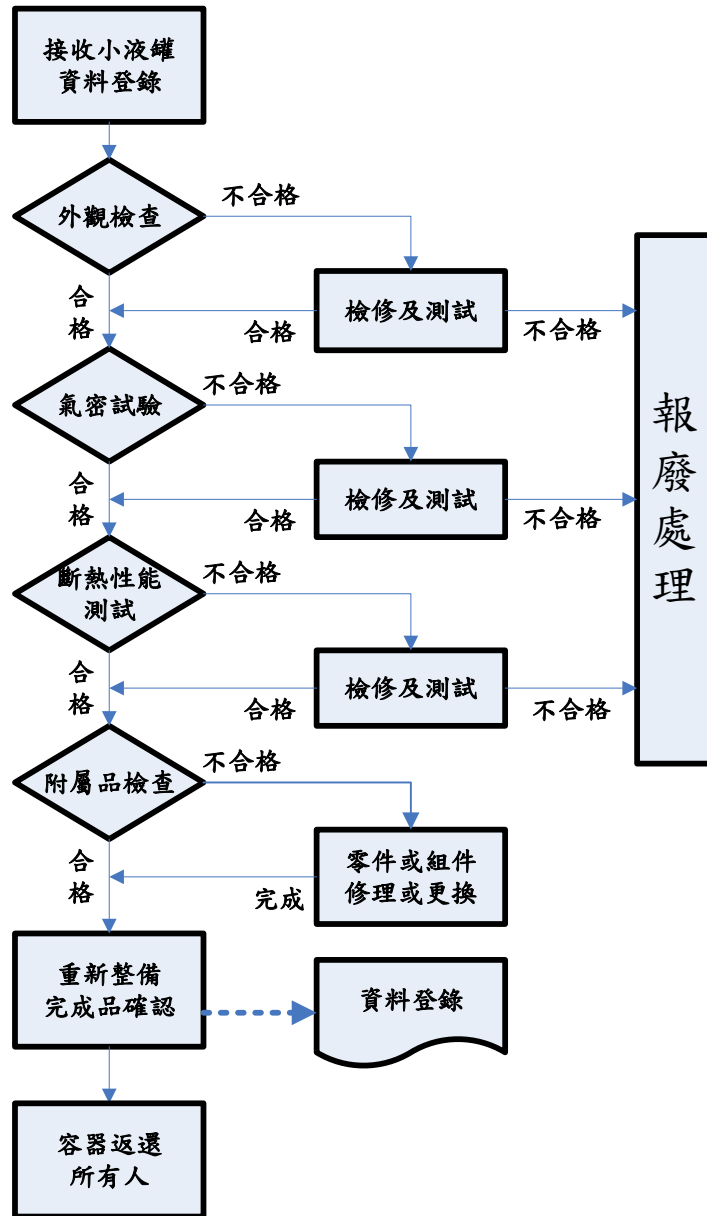 接收小液罐
資料登錄
外觀檢查
不合格
合
格
檢修及測試
合格
不合格
氣密試驗
不合格
合
格
檢修及測試
合格
不合格
斷熱性能
測試
不合格
合
格
檢修及測試
合格
不合格
報
廢
處
理
附屬品檢查
不合格
合
格
零件或組件
修理或更換
完成
重新整備
完成品確認
資料登錄
容器返還
所有人